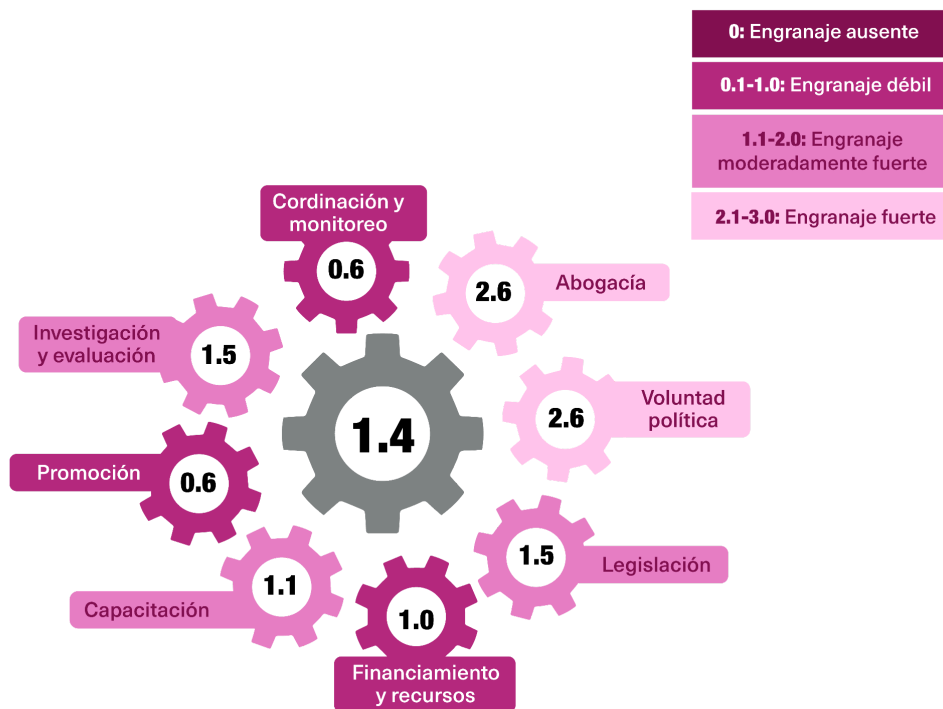 0: Engranaje ausente
0.1-1.0: Engranaje débil
1.1-2.0: Engranaje
moderadamente fuerte
2.1-3.0: Engranaje fuerte
Cordinación y
monitoreo
0.6
2.6
Abogacía
Investigación
y evaluación
1.5
Voluntad
política
2.6
1.4
Promoción
0.6
1.5
Legislación
Capacitación
1.1
1.0
Financiamiento
y recursos